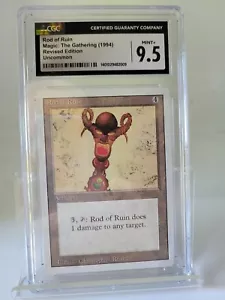 CGC
CERTIFIED GUARANTY COMPANY
Rod of Ruin
Magic: The Gathering (1994)
Revised Edition
Uncommon
MINT+
9.5
Rod of Ruin
4
3, T: Rod of Ruin does
1 damage to any target.